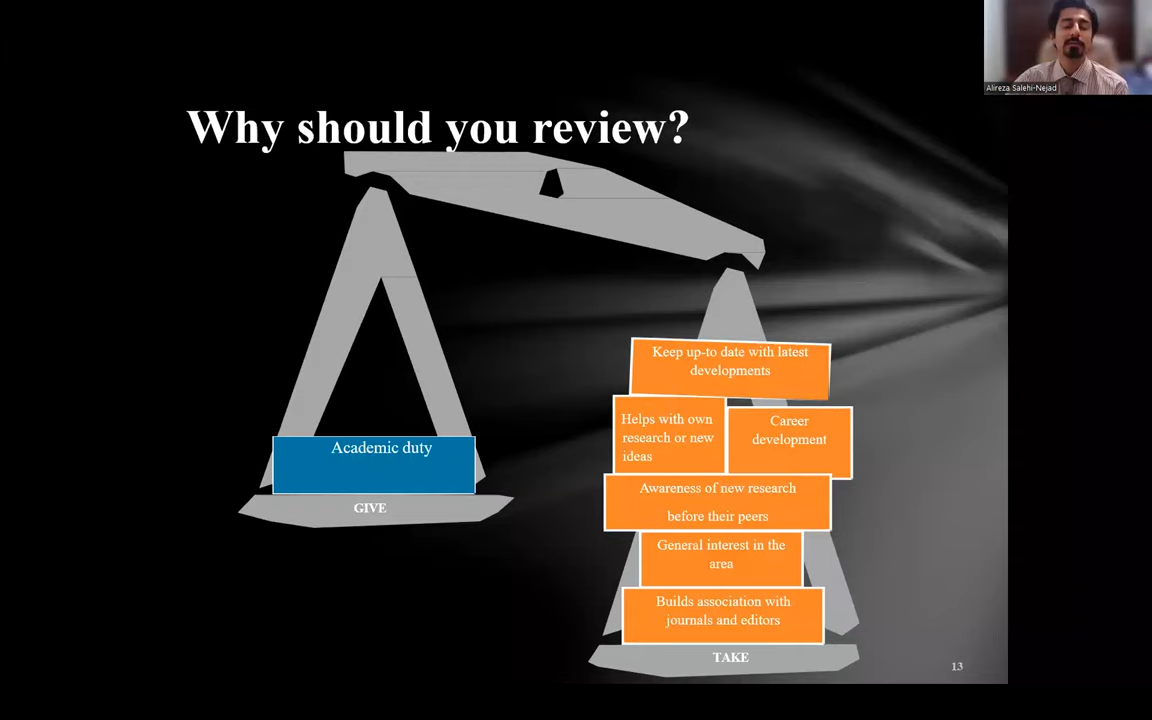 Alireza Salehi-Nejad
Why should you review?
Academic duty
GIVE
Keep up-to date with latest
developments
Helps with own
research or new
ideas
Career
development
Awareness of new research
before their peers
General interest in the
area
Builds association with
journals and editors
TAKE
13